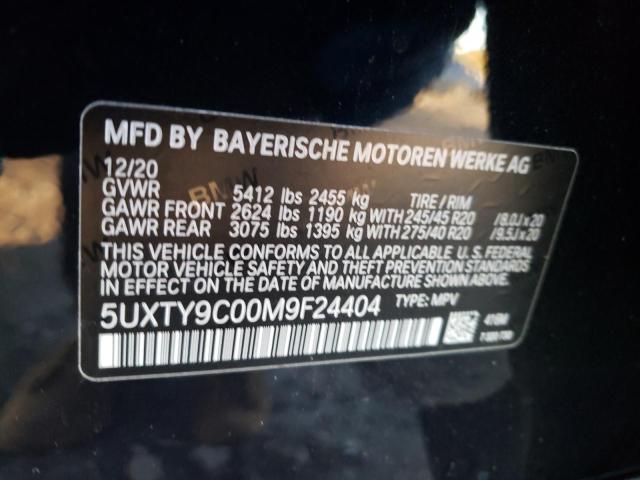 MFD BY BAYERISCHE MOTOREN WERKE AG
12/20
GVWR 5412 lbs 2455 kg TIRE / RIM
GAWR FRONT 2624 lbs 1190 kg WITH 245/45 R20 /8.0J x 20
GAWR REAR 3075 lbs 1395 kg WITH 275/40 R20 /9.5J x 20
THIS VEHICLE CONFORMS TO ALL APPLICABLE U. S. FEDERAL
MOTOR VEHICLE SAFETY AND THEFT PREVENTION STANDARDS
IN EFFECT ON THE DATE OF MANUFACTURE SHOWN ABOVE.
5UXTY9C00M9F24404 TYPE: MPV
416M